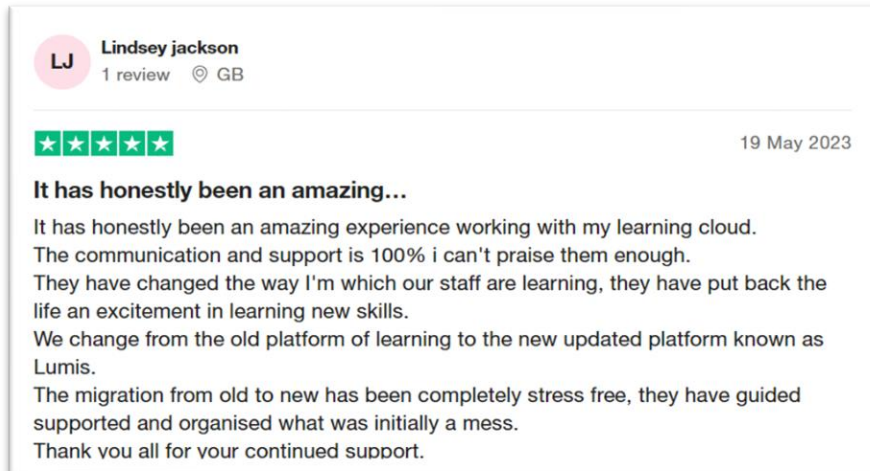 LJ
Lindsey jackson
1 review GB
19 May 2023
It has honestly been an amazing...
It has honestly been an amazing experience working with my learning cloud.
The communication and support is 100% i can't praise them enough.
They have changed the way I'm which our staff are learning, they have put back the
life an excitement in learning new skills.
We change from the old platform of learning to the new updated platform known as
Lumis.
The migration from old to new has been completely stress free, they have guided
supported and organised what was initially a mess.
Thank you all for your continued support.